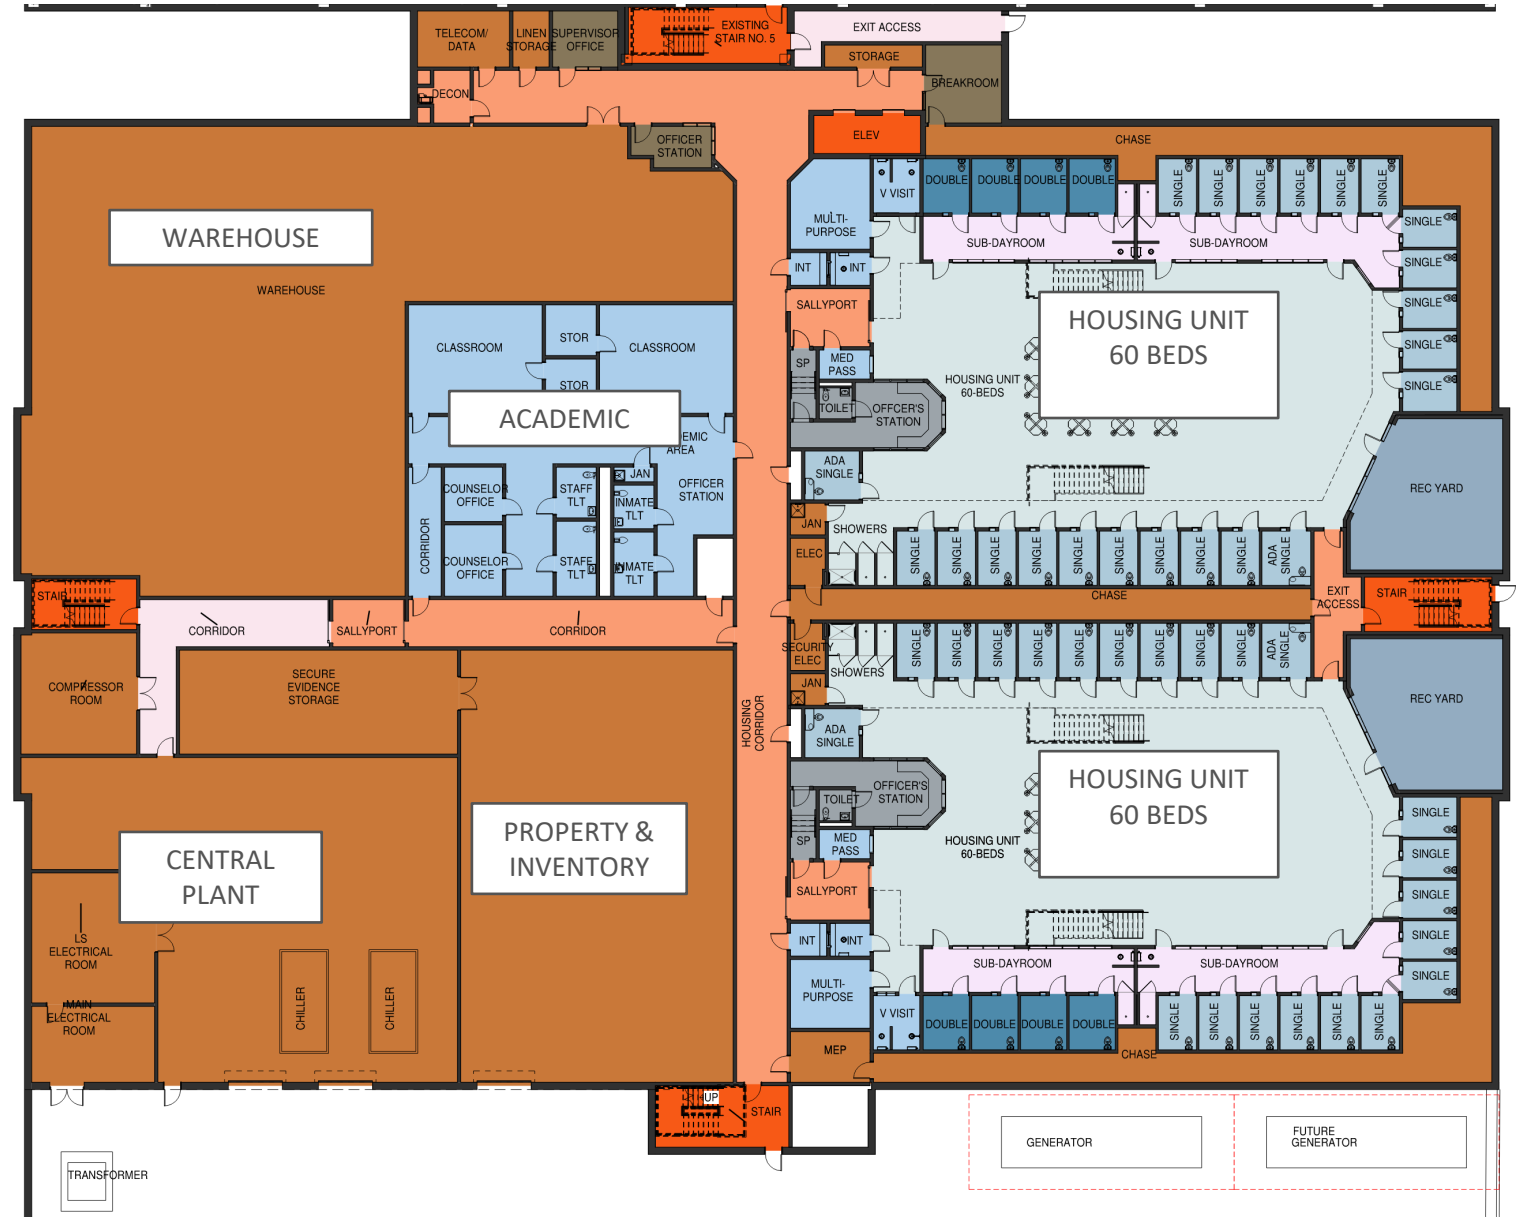 TELECOM/
DATA
LINEN
STORAGE
SUPERVISOR
OFFICE
EXISTING
STAIR NO. 5
EXIT ACCESS
STORAGE
BREAKROOM
DECON
OFFICER
STATION
ELEV
CHASE
WAREHOUSE
WAREHOUSE
MULTI-
PURPOSE
V VISIT
DOUBLE
DOUBLE
DOUBLE
DOUBLE
SINGLE
SINGLE
SINGLE
SINGLE
SINGLE
SINGLE
SUB-DAYROOM
SUB-DAYROOM
SINGLE
SINGLE
SINGLE
SINGLE
SINGLE
INT
INT
SALLYPORT
HOUSING UNIT
60 BEDS
CLASSROOM
STOR
CLASSROOM
STOR
SP
MED
PASS
HOUSING UNIT
60-BEDS
TOILET
OFFCER'S
STATION
ACADEMIC
EMIC
AREA
ADA
SINGLE
REC YARD
COUNSELOR
OFFICE
STAFF
TLT
JAN
INMATE
TLT
OFFICER
STATION
CORRIDOR
COUNSELOR
OFFICE
STAFF
TLT
INMATE
TLT
JAN
SHOWERS
ELEC
SINGLE
SINGLE
SINGLE
SINGLE
SINGLE
SINGLE
SINGLE
SINGLE
SINGLE
ADA
SINGLE
STAIR
CHASE
EXIT
ACCESS
STAIR
CORRIDOR
SALLYPORT
CORRIDOR
SECURITY
ELEC
SHOWERS
JAN
SINGLE
SINGLE
SINGLE
SINGLE
SINGLE
SINGLE
SINGLE
SINGLE
SINGLE
ADA
SINGLE
COMPRESSOR
ROOM
SECURE
EVIDENCE
STORAGE
HOUSING
CORRIDOR
REC YARD
ADA
SINGLE
OFFICER'S
STATION
TOILET
HOUSING UNIT
60 BEDS
SINGLE
SINGLE
SINGLE
SINGLE
SINGLE
PROPERTY &
INVENTORY
SP
MED
PASS
HOUSING UNIT
60-BEDS
CENTRAL
PLANT
SALLYPORT
LS
ELECTRICAL
ROOM
INT
INT
SUB-DAYROOM
SUB-DAYROOM
MULTI-
PURPOSE
MAIN
ELECTRICAL
ROOM
CHILLER
CHILLER
V VISIT
DOUBLE
DOUBLE
DOUBLE
DOUBLE
SINGLE
SINGLE
SINGLE
SINGLE
SINGLE
SINGLE
MEP
CHASE
UP
STAIR
GENERATOR
FUTURE
GENERATOR
TRANSFORMER